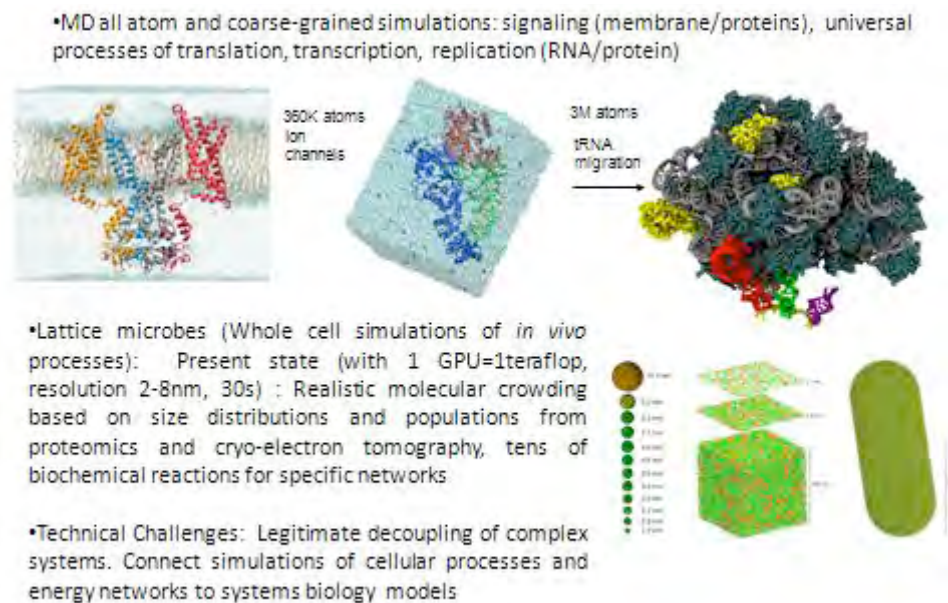 •MD all atom and coarse-grained simulations: signaling (membrane/proteins), universal
processes of translation, transcription, replication (RNA/protein)
360K atoms
Ion
channels
3M atoms
tRNA
migration
•Lattice microbes (Whole cell simulations of in vivo
processes): Present state (with 1 GPU=1teraflop,
resolution 2-8nm, 30s) : Realistic molecular crowding
based on size distributions and populations from
proteomics and cryo-electron tomography, tens of
biochemical reactions for specific networks
•Technical Challenges: Legitimate decoupling of complex
systems. Connect simulations of cellular processes and
energy networks to systems biology models